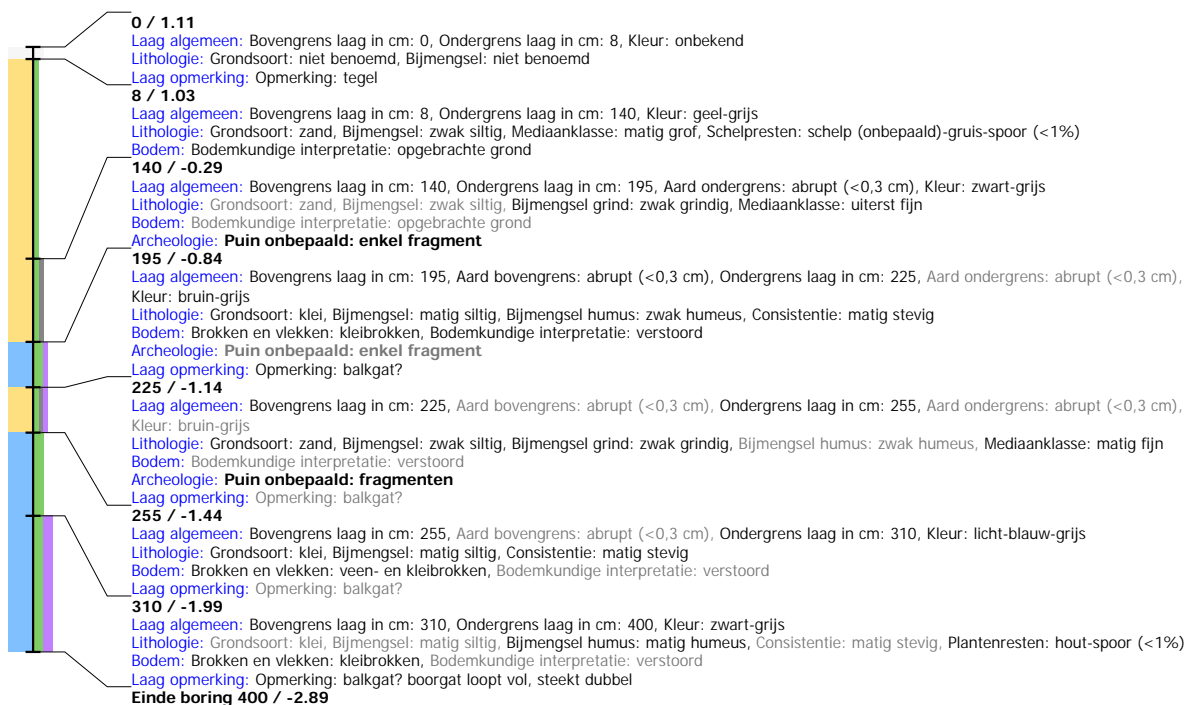 0 / 1.11
Laag algemeen: Bovengrens laag in cm: 0, Ondergrens laag in cm: 8, Kleur: onbekend
Lithologie: Grondsoort: niet benoemd, Bijmengsel: niet benoemd
Laag opmerking: Opmerking: tegel
8 / 1.03
Laag algemeen: Bovengrens laag in cm: 8, Ondergrens laag in cm: 140, Kleur: geel-grijs
Lithologie: Grondsoort: zand, Bijmengsel: zwak siltig, Mediaanklasse: matig grof, Schelpresten: schelp (onbepaald)-gruis-spoor (<1%)
Bodem: Bodemkundige interpretatie: opgebrachte grond
140 / -0.29
Laag algemeen: Bovengrens laag in cm: 140, Ondergrens laag in cm: 195, Aard ondergrens: abrupt (<0,3 cm), Kleur: zwart-grijs
Lithologie: Grondsoort: zand, Bijmengsel: zwak siltig, Bijmengsel grind: zwak grindig, Mediaanklasse: uiterst fijn
Bodem: Bodemkundige interpretatie: opgebrachte grond
Archeologie: Puin onbepaald: enkel fragment
195 / -0.84
Laag algemeen: Bovengrens laag in cm: 195, Aard bovengrens: abrupt (<0,3 cm), Ondergrens laag in cm: 225, Aard ondergrens: abrupt (<0,3 cm),
Kleur: bruin-grijs
Lithologie: Grondsoort: klei, Bijmengsel: matig siltig, Bijmengsel humus: zwak humeus, Consistentie: matig stevig
Bodem: Brokken en vlekken: kleibrokken, Bodemkundige interpretatie: verstoord
Archeologie: Puin onbepaald: enkel fragment
Laag opmerking: Opmerking: balkgat?
225 / -1.14
Laag algemeen: Bovengrens laag in cm: 225, Aard bovengrens: abrupt (<0,3 cm), Ondergrens laag in cm: 255, Aard ondergrens: abrupt (<0,3 cm),
Kleur: bruin-grijs
Lithologie: Grondsoort: zand, Bijmengsel: zwak siltig, Bijmengsel grind: zwak grindig, Bijmengsel humus: zwak humeus, Mediaanklasse: matig fijn
Bodem: Bodemkundige interpretatie: verstoord
Archeologie: Puin onbepaald: fragmenten
Laag opmerking: Opmerking: balkgat?
255 / -1.44
Laag algemeen: Bovengrens laag in cm: 255, Aard bovengrens: abrupt (<0,3 cm), Ondergrens laag in cm: 310, Kleur: licht-blauw-grijs
Lithologie: Grondsoort: klei, Bijmengsel: matig siltig, Consistentie: matig stevig
Bodem: Brokken en vlekken: veen- en kleibrokken, Bodemkundige interpretatie: verstoord
Laag opmerking: Opmerking: balkgat?
310 / -1.99
Laag algemeen: Bovengrens laag in cm: 310, Ondergrens laag in cm: 400, Kleur: zwart-grijs
Lithologie: Grondsoort: klei, Bijmengsel: matig siltig, Bijmengsel humus: matig humeus, Consistentie: matig stevig, Plantenresten: hout-spoor (<1%)
Bodem: Brokken en vlekken: kleibrokken, Bodemkundige interpretatie: verstoord
Laag opmerking: Opmerking: balkgat? boorgat loopt vol, steekt dubbel
Einde boring 400 / -2.89